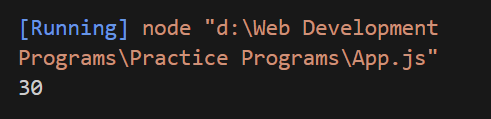 [Running] node "d:\Web Development
Programs\Practice Programs\App.js"
30